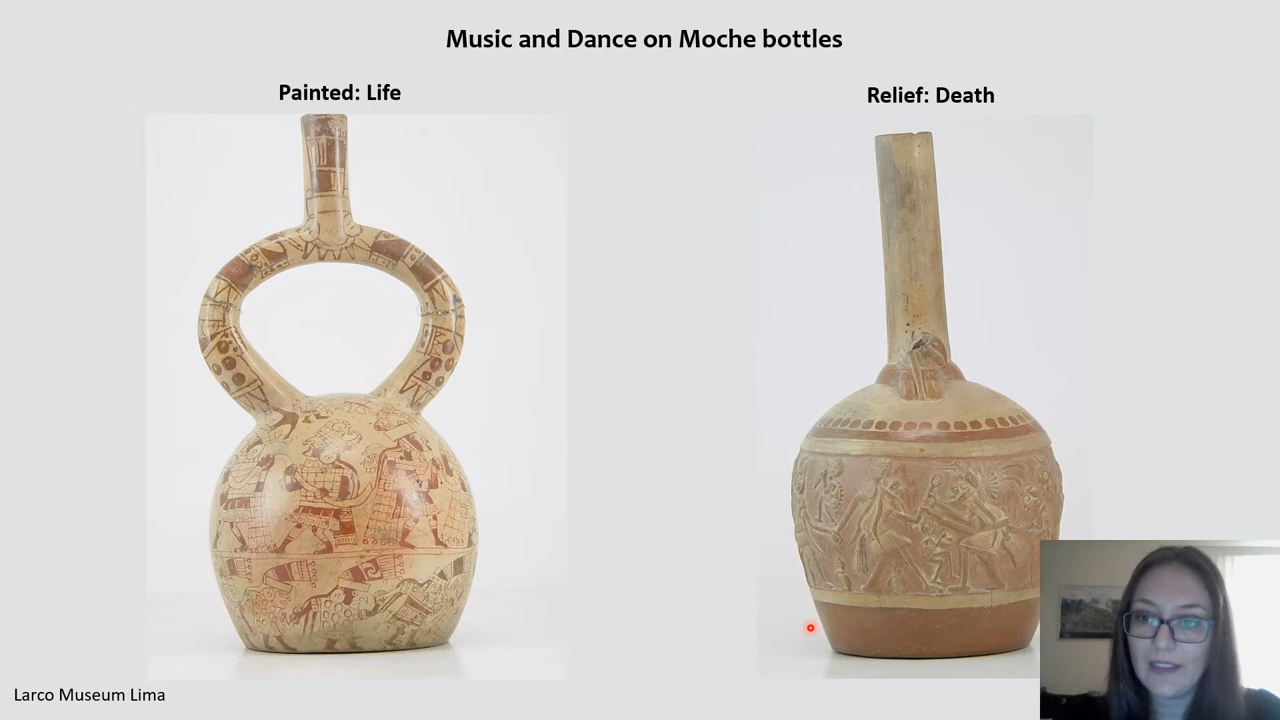 Music and Dance on Moche bottles
Painted: Life
Relief: Death
Larco Museum Lima